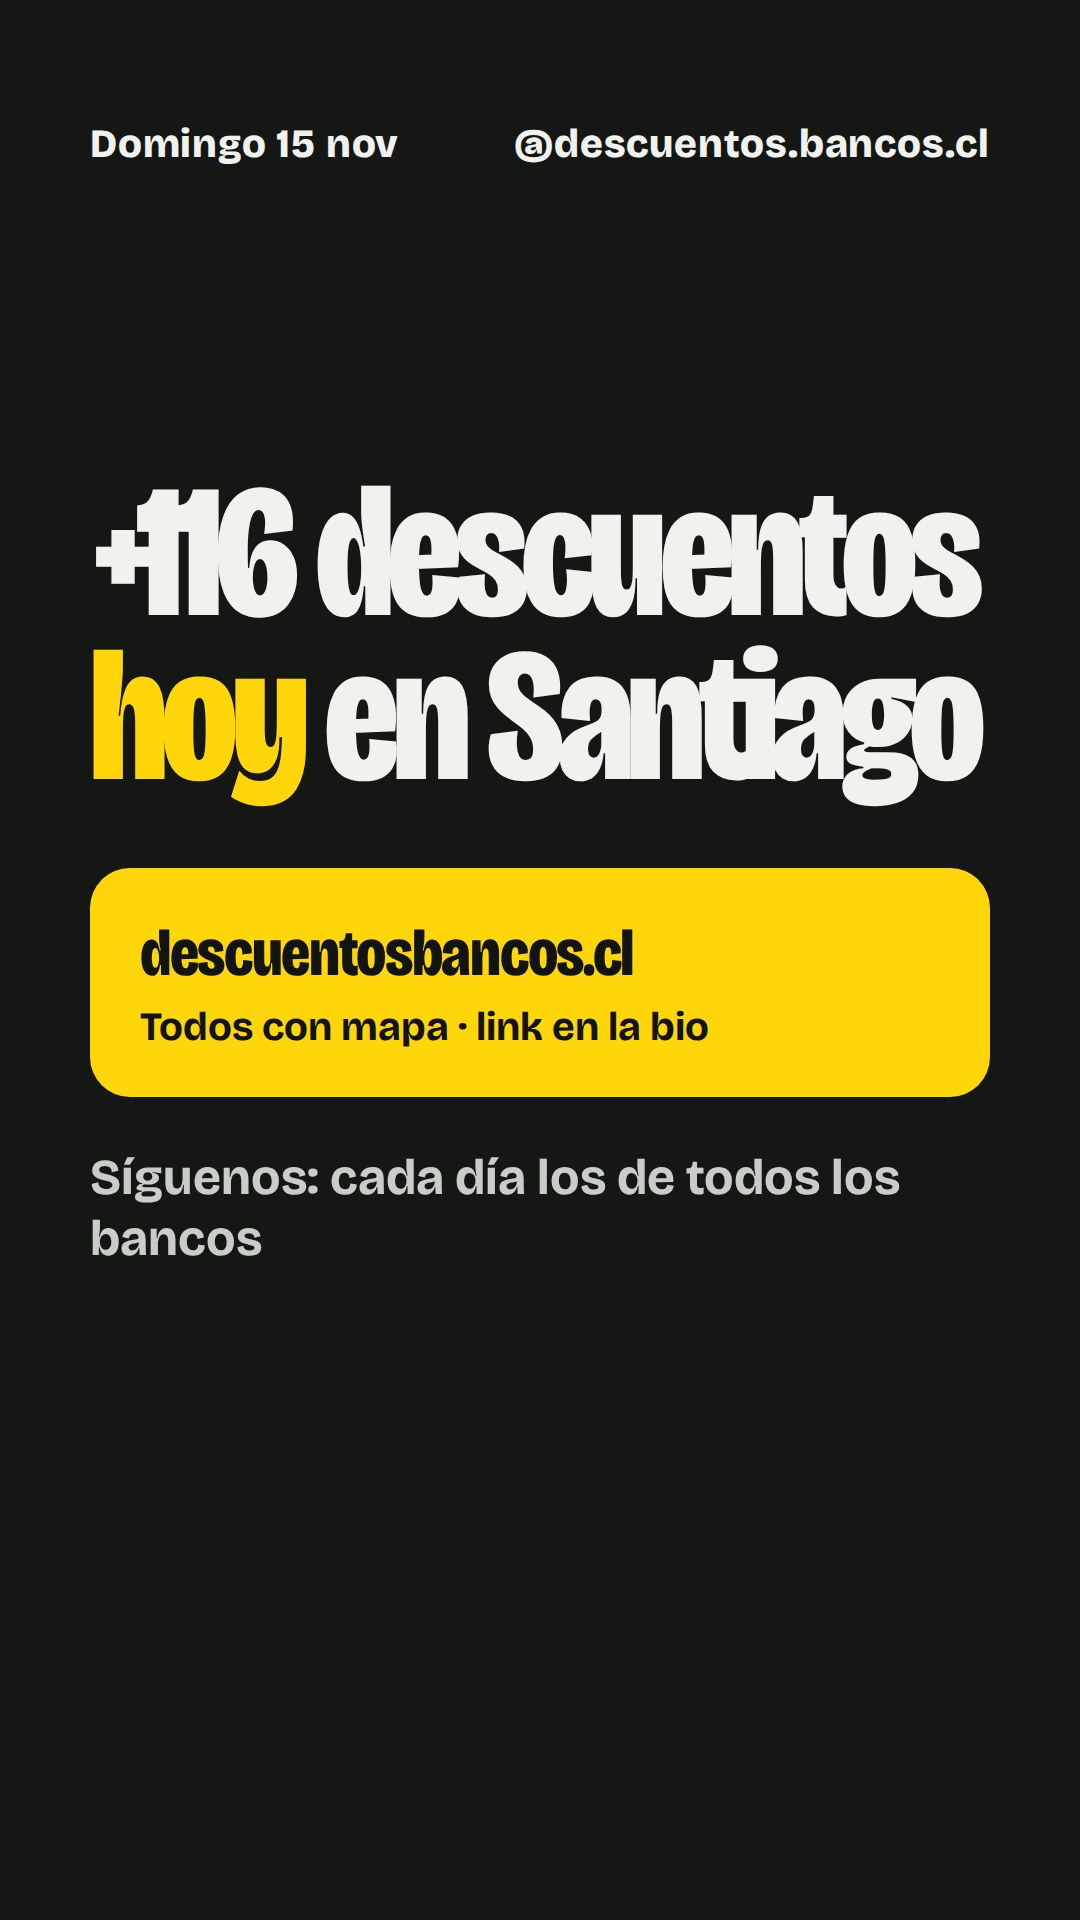 Domingo 15 nov
@descuentos.bancos.cl
+116 descuentos
hoy en Santiago
descuentosbancos.cl
Todos con mapa · link en la bio
Síguenos: cada día los de todos los
bancos